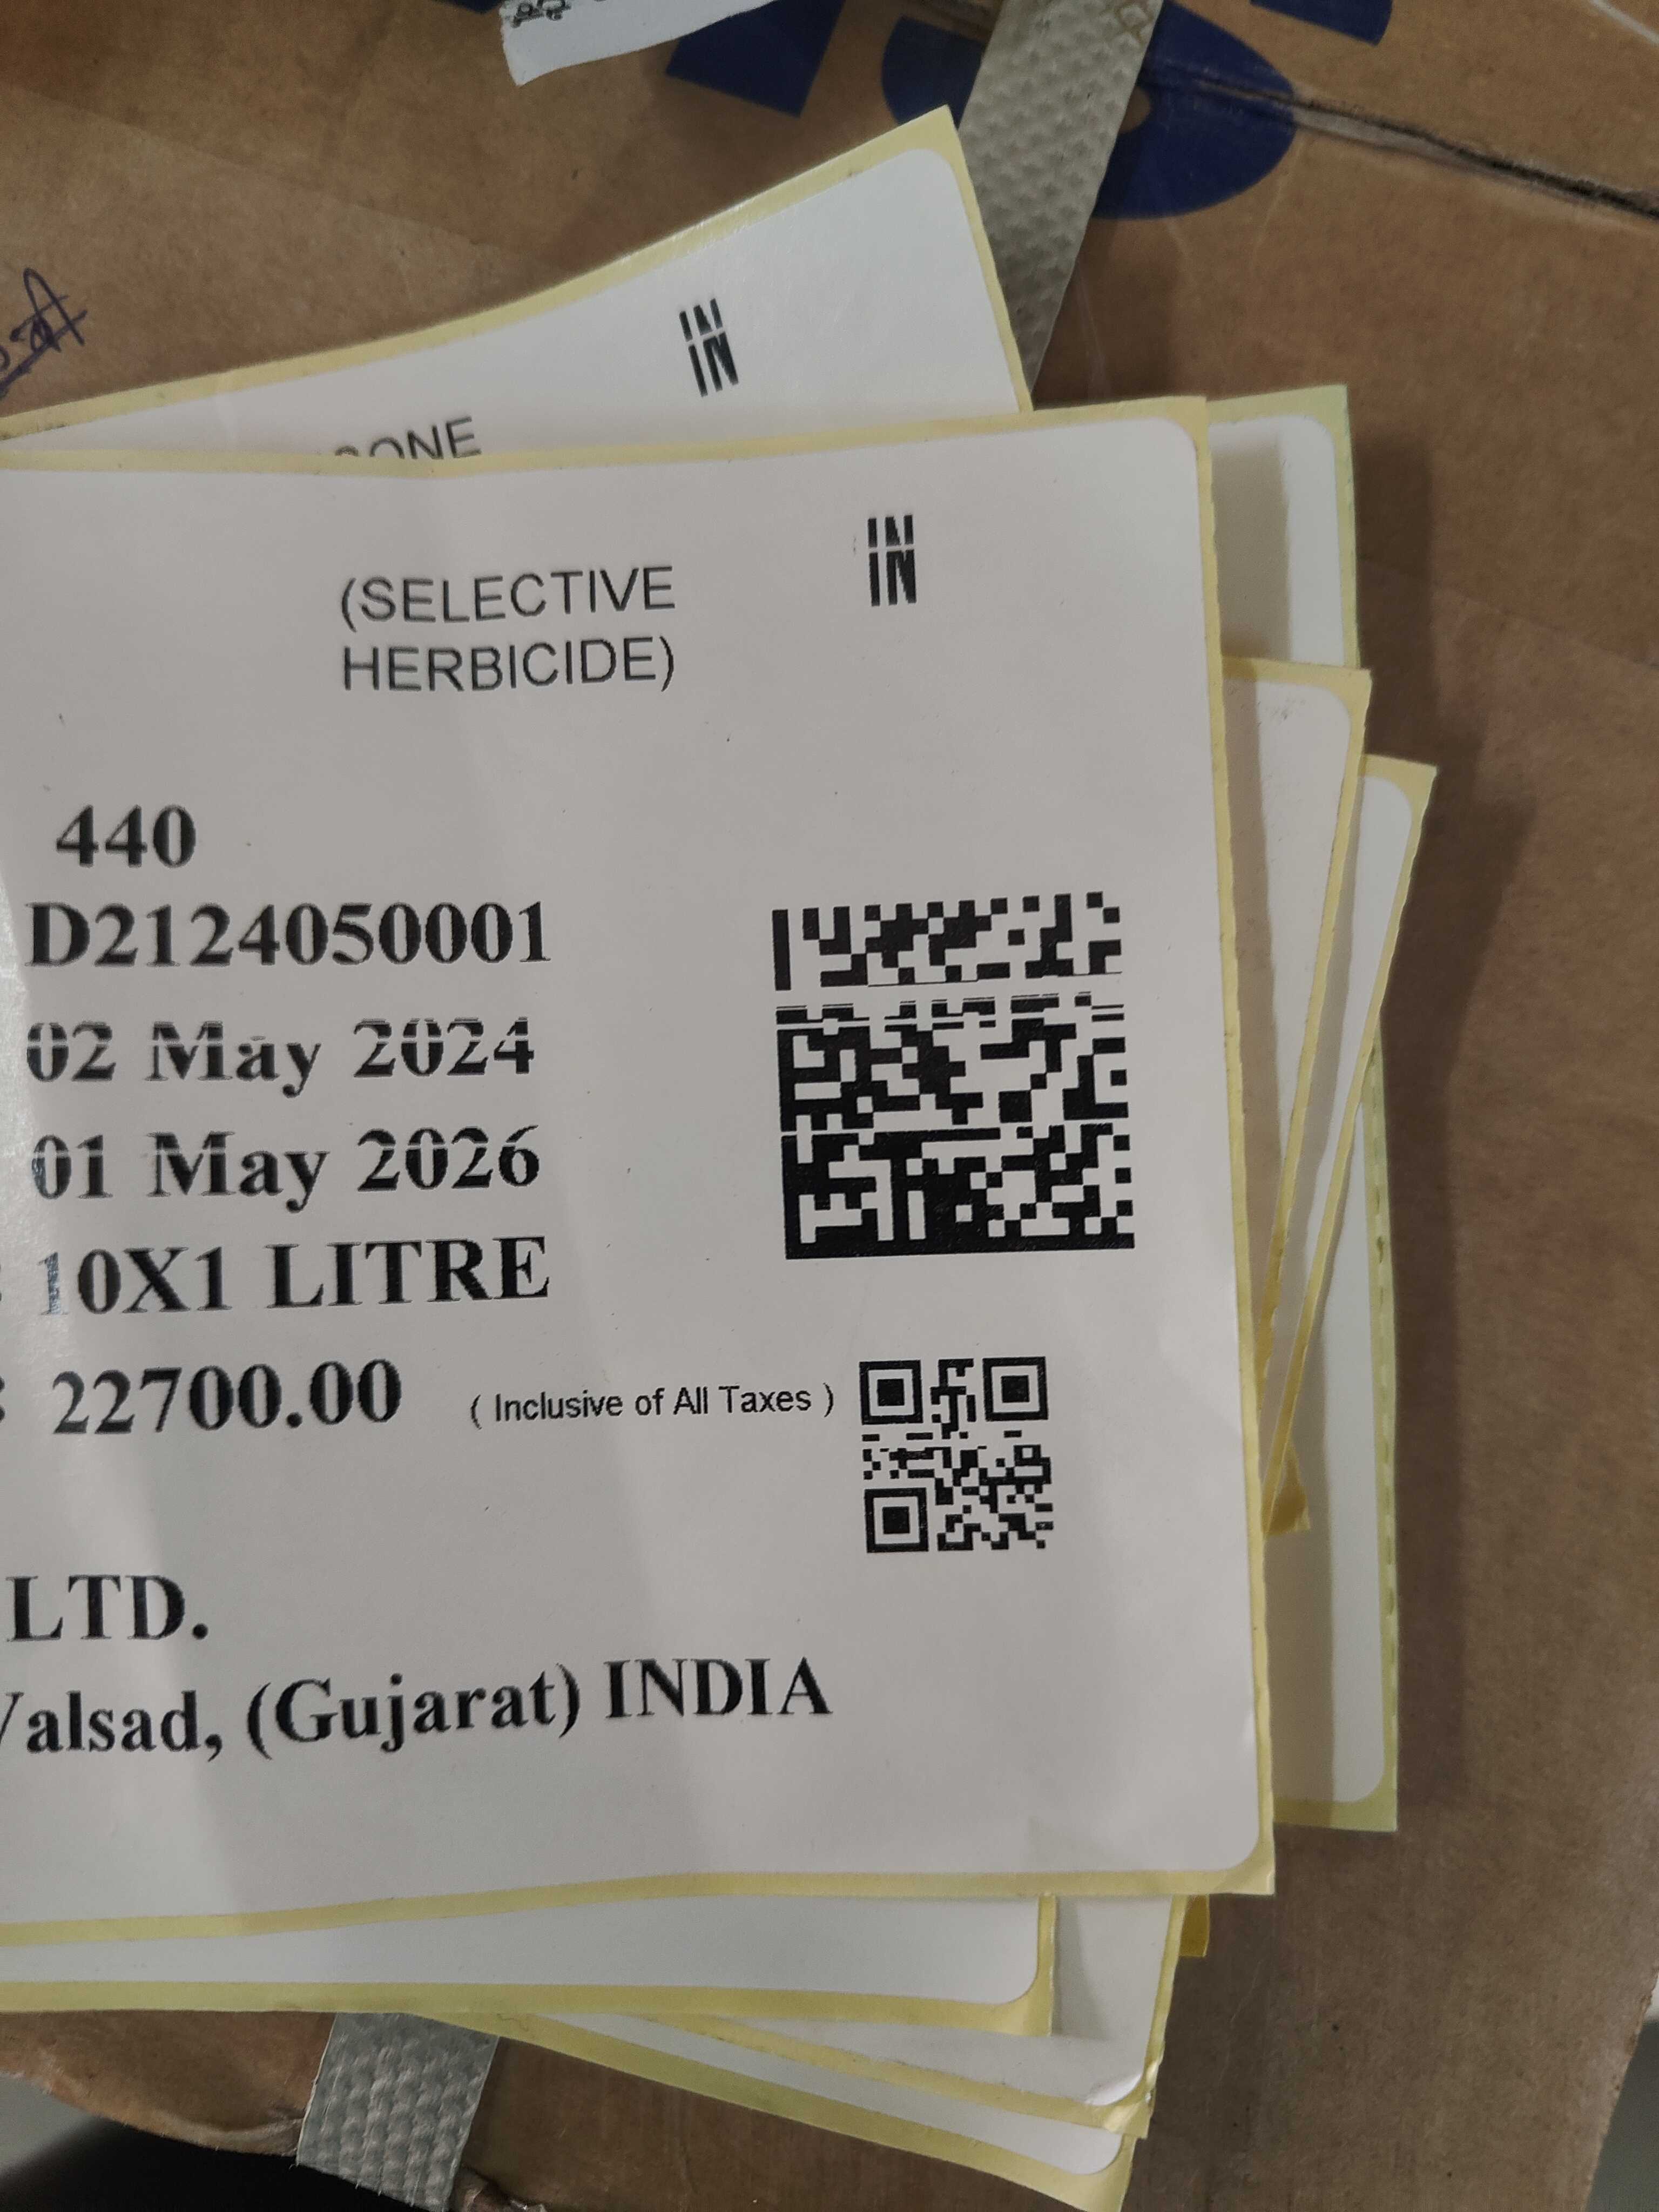 IN
IN
(SELECTIVE
HERBICIDE)
440
D2124050001
02 May 2024
01 May 2026
: 10X1 LITRE
: 22700.00 ( Inclusive of All Taxes )
LTD.
Valsad, (Gujarat) INDIA